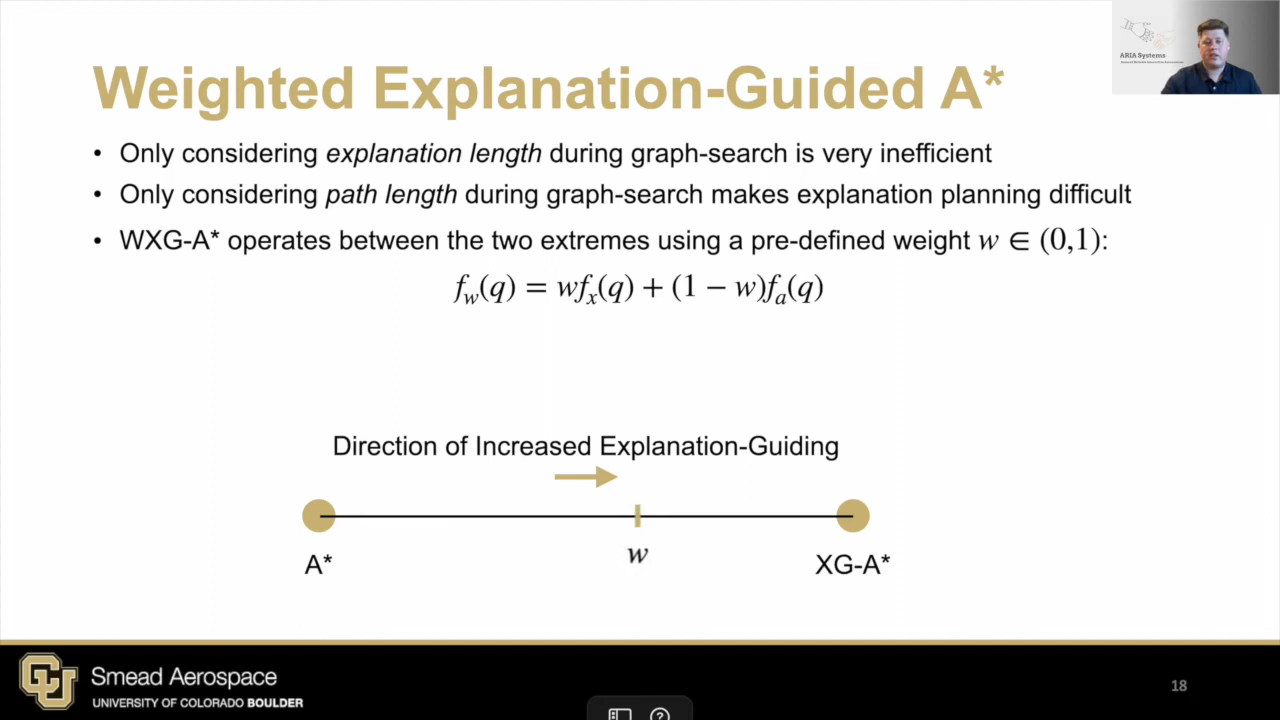 ARIA Systems
Weighted Explanation-Guided A*
• Only considering explanation length during graph-search is very inefficient
• Only considering path length during graph-search makes explanation planning difficult
• WXG-A* operates between the two extremes using a pre-defined weight w ∈ (0,1):
f_w(q) = wf_x(q) + (1 − w)f_a(q)
Direction of Increased Explanation-Guiding
A*
w
XG-A*
CU
Smead Aerospace
UNIVERSITY OF COLORADO BOULDER
18